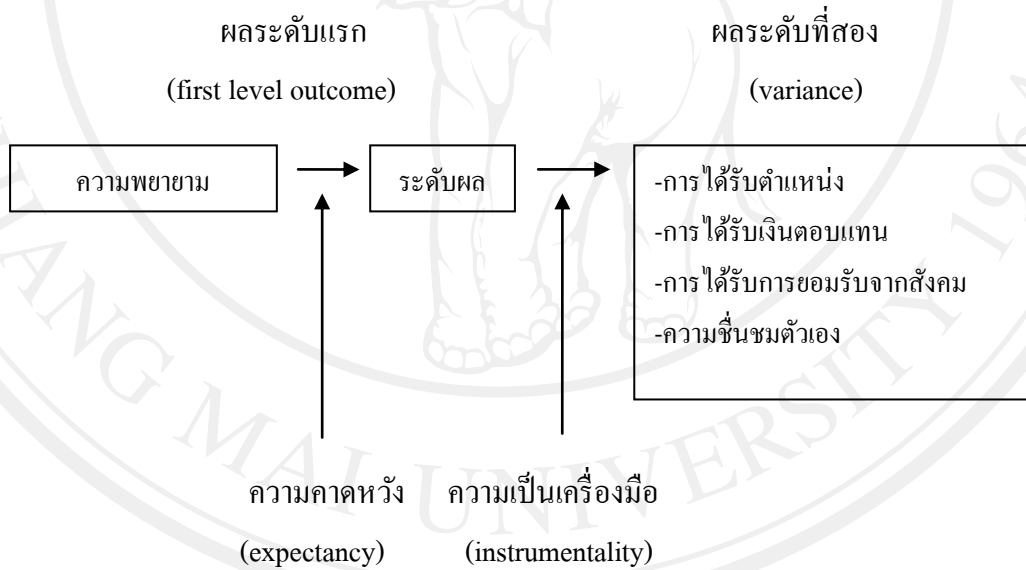 ผลระดับแรก ผลระดับที่สอง
(first level outcome) (variance)
ความพยายาม
ระดับผล
-การได้รับตำแหน่ง
-การได้รับเงินตอบแทน
-การได้รับการยอมรับจากสังคม
-ความชื่นชมตัวเอง
ความคาดหวัง ความเป็นเครื่องมือ
(expectancy) (instrumentality)
ANG MAI UNIVERSITY 196